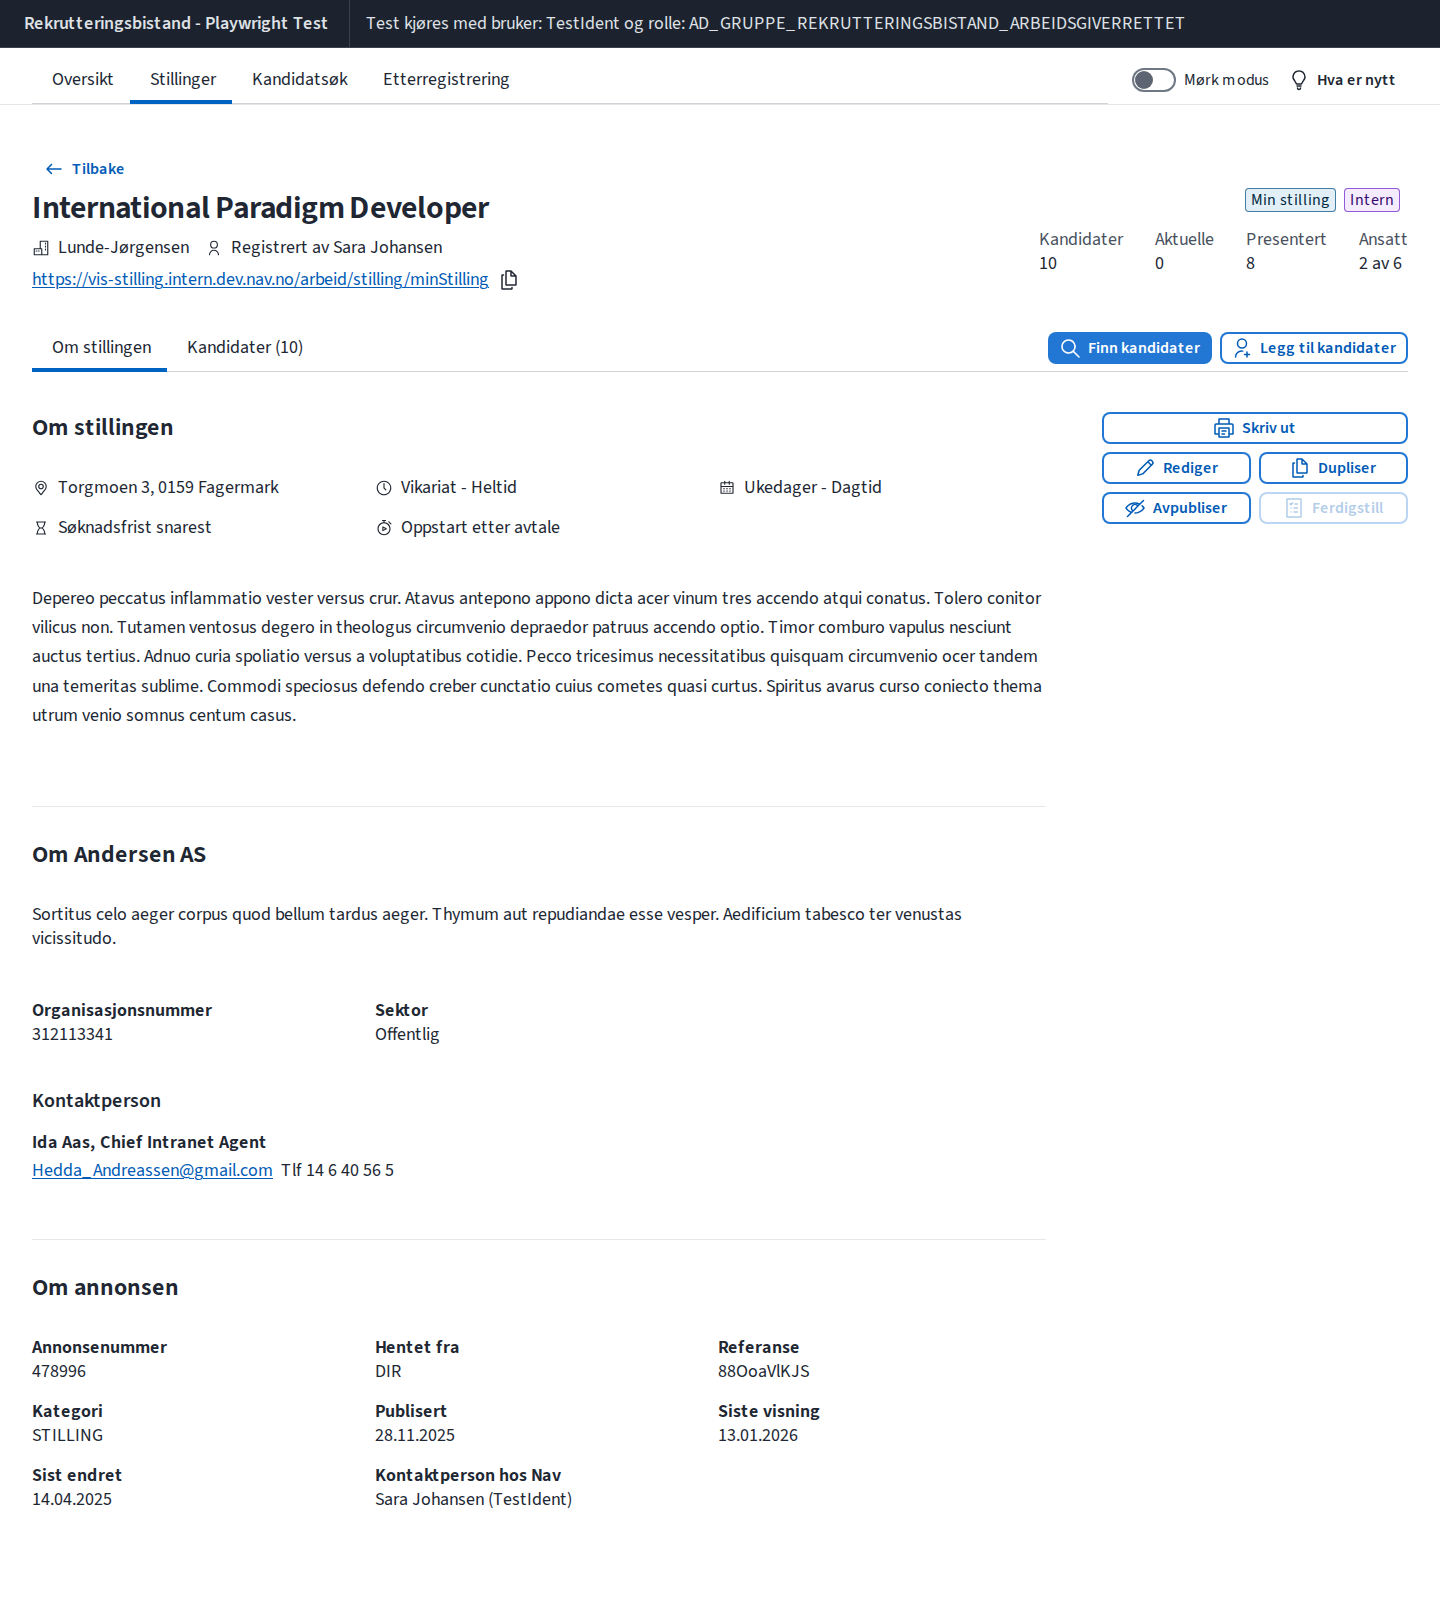 Rekrutteringsbistand - Playwright Test
Test kjøres med bruker: TestIdent og rolle: AD_GRUPPE_REKRUTTERINGSBISTAND_ARBEIDSGIVERRETTET
Oversikt
Stillinger
Kandidatsøk
Etterregistrering
Mørk modus
Hva er nytt
Tilbake
International Paradigm Developer
Min stilling
Intern
Lunde-Jørgensen
Registrert av Sara Johansen
https://vis-stilling.intern.dev.nav.no/arbeid/stilling/minStilling
Kandidater
10
Aktuelle
0
Presentert
8
Ansatt
2 av 6
Om stillingen
Kandidater (10)
Finn kandidater
Legg til kandidater
Om stillingen
Skriv ut
Rediger
Dupliser
Avpubliser
Ferdigstill
Torgmoen 3, 0159 Fagermark
Vikariat - Heltid
Ukedager - Dagtid
Søknadsfrist snarest
Oppstart etter avtale
Depereo peccatus inflammatio vester versus crur. Atavus antepono appono dicta acer vinum tres accendo atqui conatus. Tolero conitor
vilicus non. Tutamen ventosus degero in theologus circumvenio depraedor patruus accendo optio. Timor comburo vapulus nesciunt
auctus tertius. Adnuo curia spoliatio versus a voluptatibus cotidie. Pecco tricesimus necessitatibus quisquam circumvenio ocer tandem
una temeritas sublime. Commodi speciosus defendo creber cunctatio cuius cometes quasi curtus. Spiritus avarus curso coniecto thema
utrum venio somnus centum casus.
Om Andersen AS
Sortitus celo aeger corpus quod bellum tardus aeger. Thymum aut repudiandae esse vesper. Aedificium tabesco ter venustas
vicissitudo.
Organisasjonsnummer
312113341
Sektor
Offentlig
Kontaktperson
Ida Aas, Chief Intranet Agent
Hedda_Andreassen@gmail.com Tlf 14 6 40 56 5
Om annonsen
Annonsenummer
478996
Hentet fra
DIR
Referanse
88OoaVlKJS
Kategori
STILLING
Publisert
28.11.2025
Siste visning
13.01.2026
Sist endret
14.04.2025
Kontaktperson hos Nav
Sara Johansen (TestIdent)